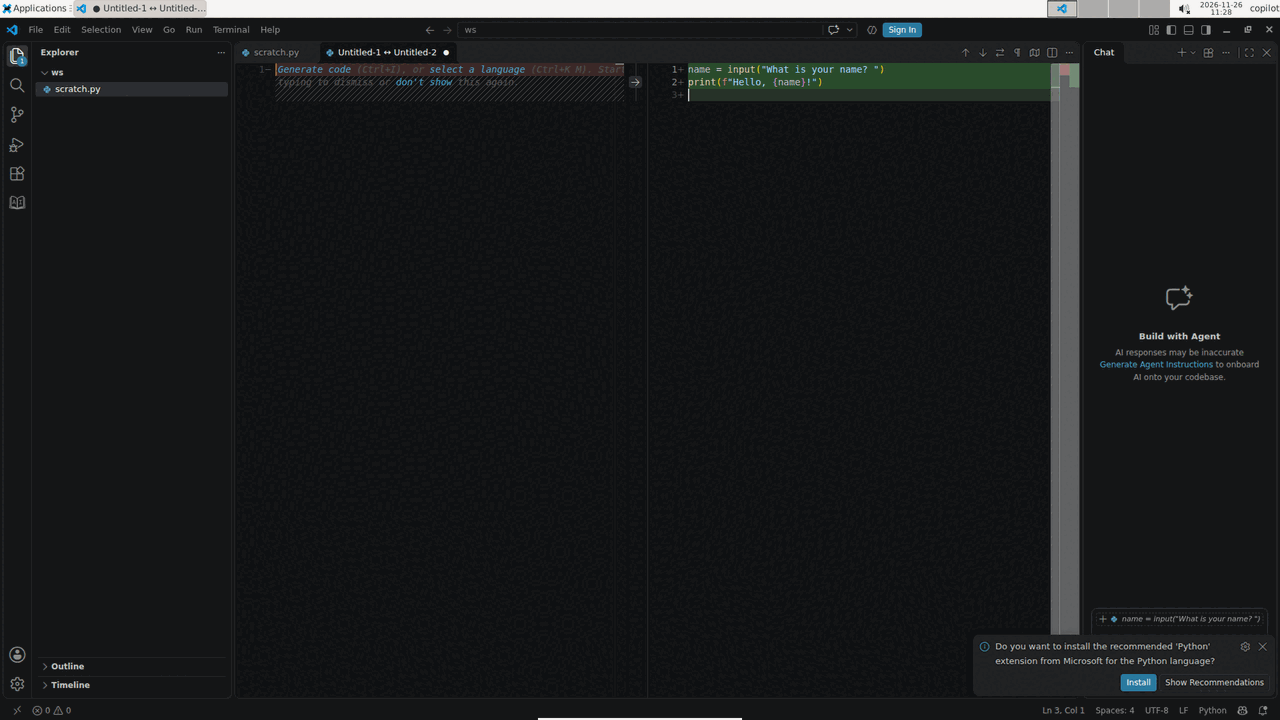 Applications
● Untitled-1 ↔ Untitled-...
2026-11-26
11:28
copilot
File Edit Selection View Go Run Terminal Help
ws
Sign In
Explorer
scratch.py
Untitled-1 ↔ Untitled-2 ●
Chat
ws
scratch.py
1
1− Generate code (Ctrl+I), or select a language (Ctrl+K M). Start
typing to dismiss or don't show this again.
1+ name = input("What is your name? ")
2+ print(f"Hello, {name}!")
3+
Build with Agent
AI responses may be inaccurate
Generate Agent Instructions to onboard
AI onto your codebase.
name = input("What is your name? ")
Do you want to install the recommended 'Python'
extension from Microsoft for the Python language?
Install
Show Recommendations
Outline
Timeline
0 0
Ln 3, Col 1
Spaces: 4
UTF-8
LF
Python